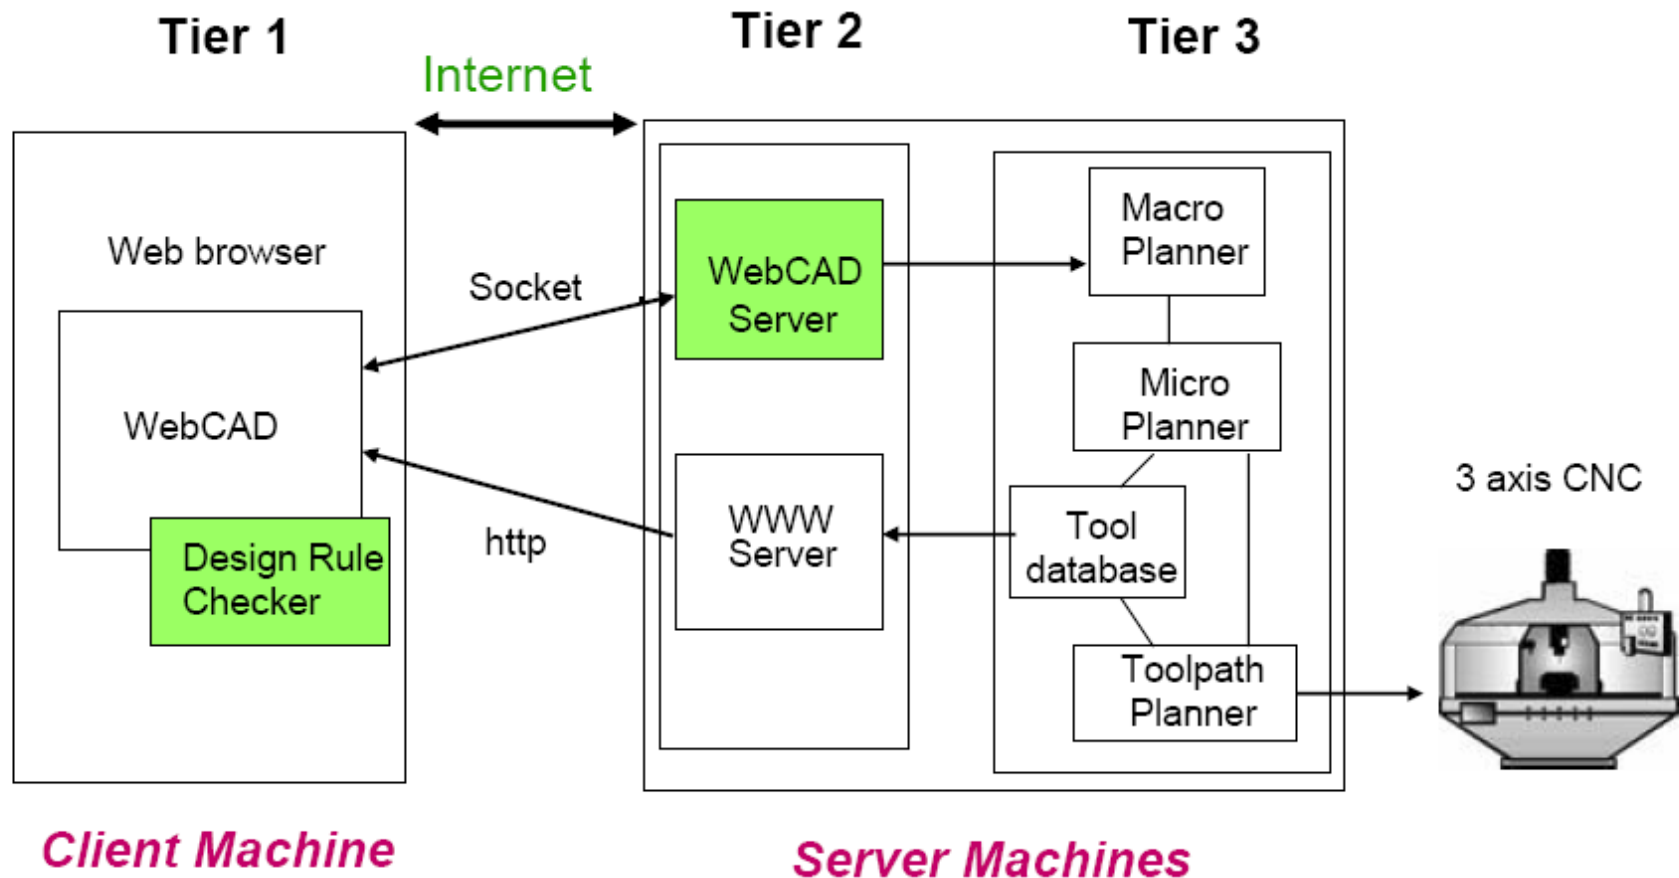 Tier 1
Tier 2
Tier 3
Internet
Web browser
Socket
WebCAD
http
Design Rule
Checker
WebCAD
Server
WWW
Server
Macro
Planner
Micro
Planner
Tool
database
Toolpath
Planner
3 axis CNC
Client Machine
Server Machines